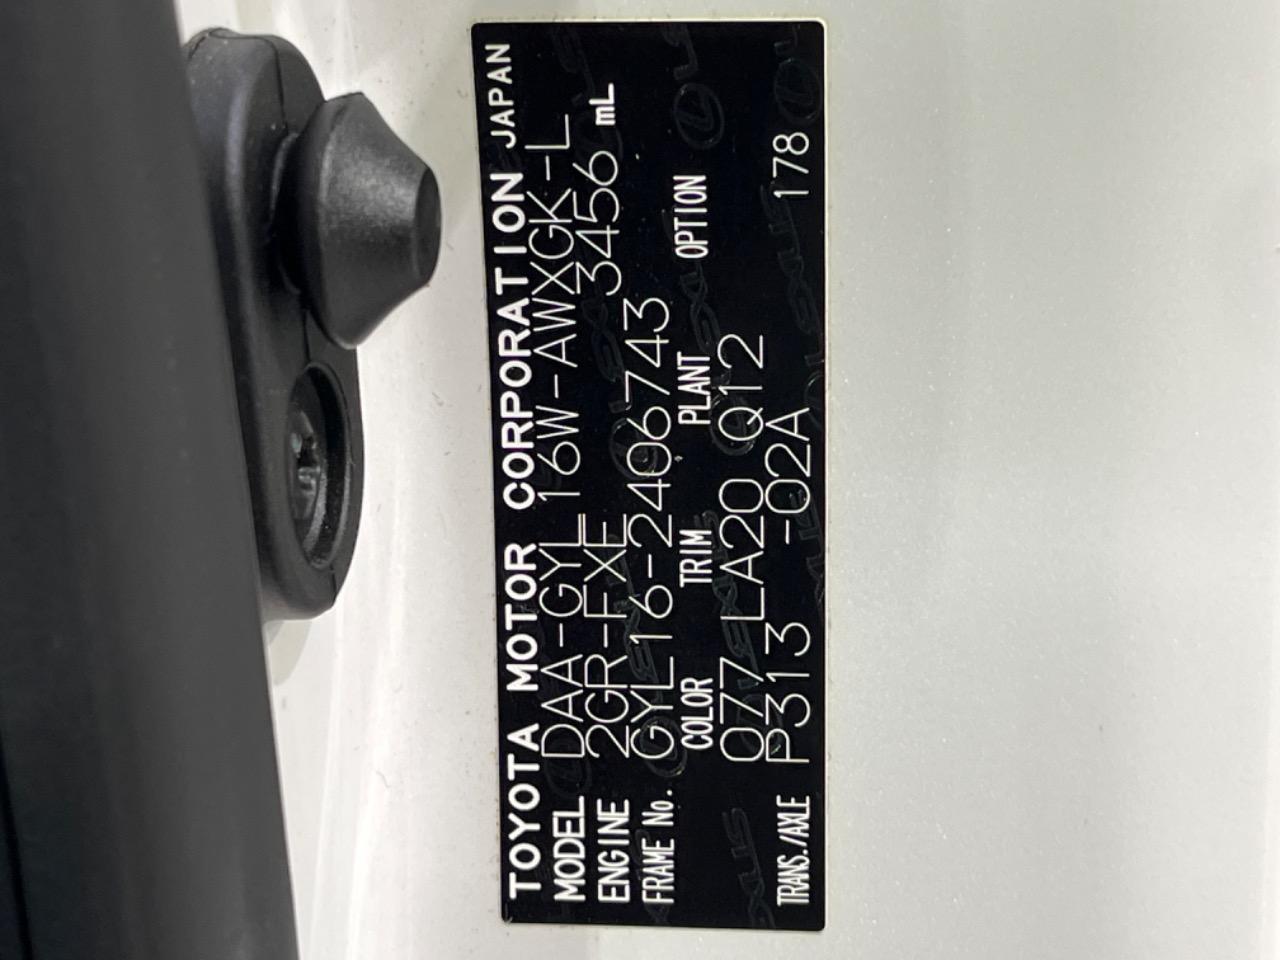 TOYOTA MOTOR CORPORATION JAPAN
MODEL DAA-GYL16W-AWXGK-L
ENGINE 2GR-FXE 3456 mL
FRAME No. GYL16-2406743
COLOR TRIM PLANT OPTION
077 LA20 Q12
TRANS./AXLE P313 -02A 178